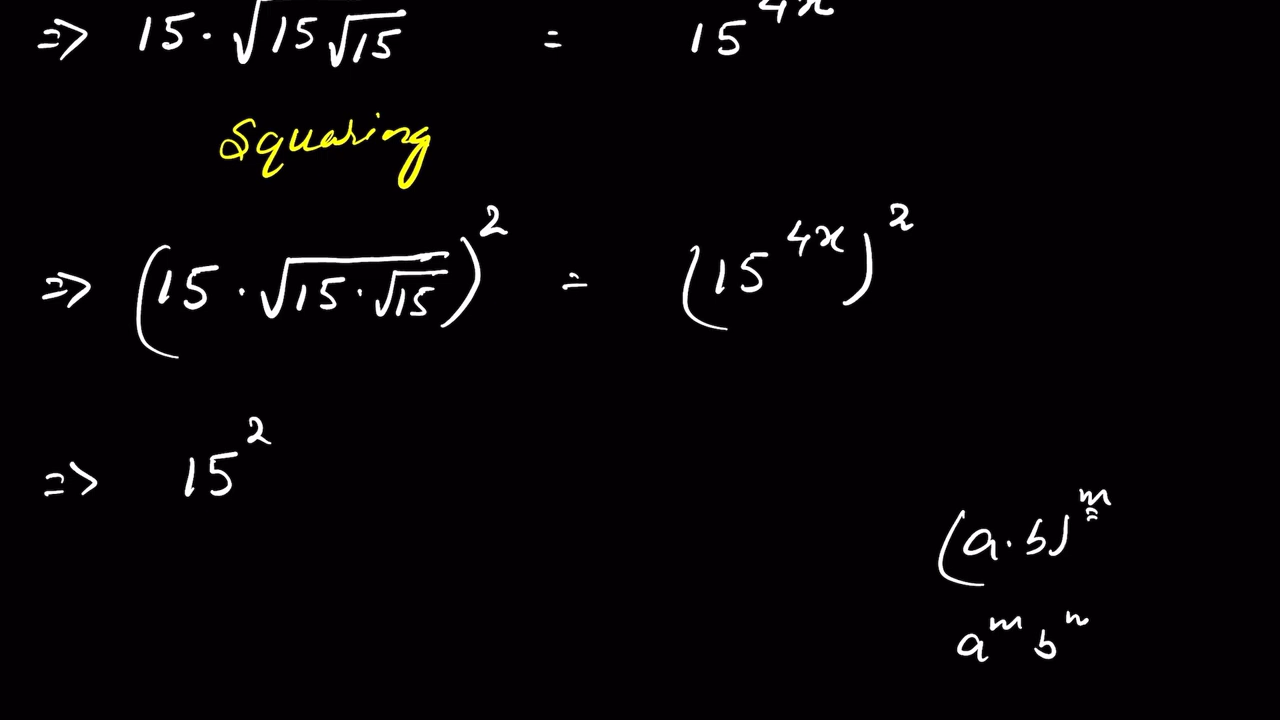 => 15 · √(15√15) = 15^(4x)
Squaring
=> (15 · √(15 · √15))^2 = (15^(4x))^2
=> 15^2
(a · b)^m =
a^m b^n